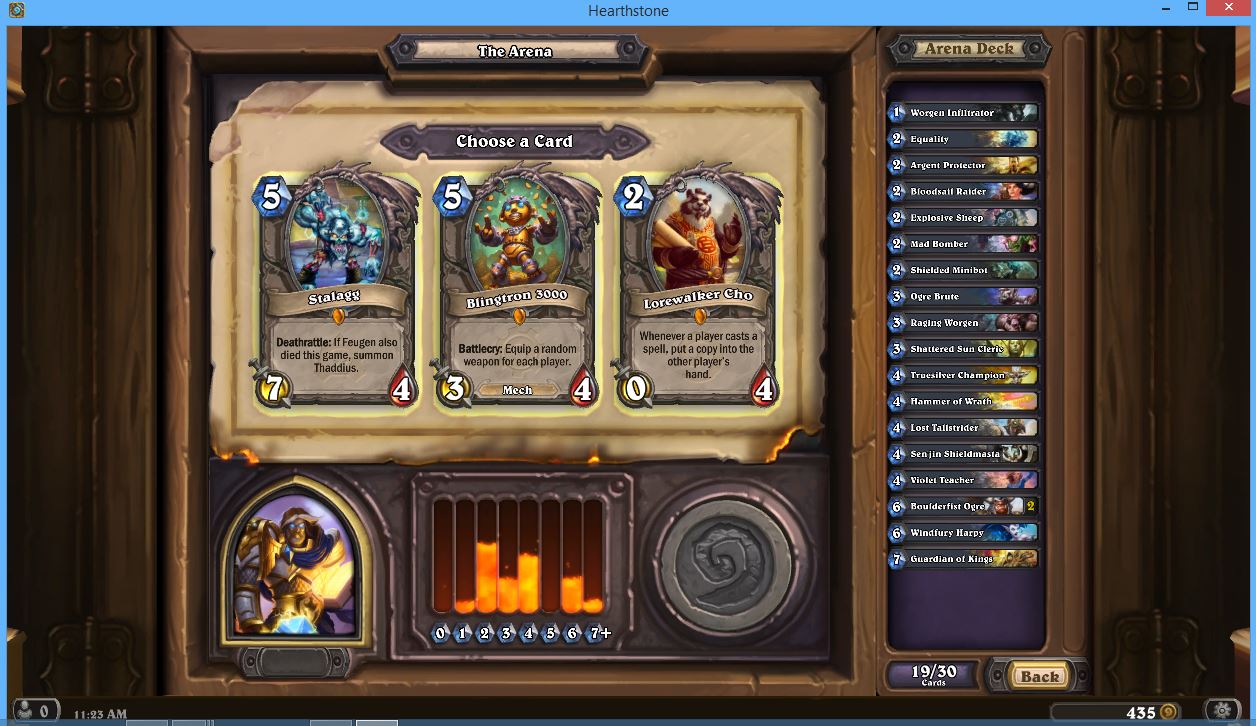 Hearthstone
The Arena
Arena Deck
Choose a Card
5
5
2
Stalagg
Blingtron 3000
Lorewalker Cho
Deathrattle: If Feugen also
died this game, summon
Thaddius.
Battlecry: Equip a random
weapon for each player.
Whenever a player casts a
spell, put a copy into the
other player's
hand.
7
4
3
Mech
4
0
4
1 Worgen Infiltrator
2 Equality
2 Argent Protector
2 Bloodsail Raider
2 Explosive Sheep
2 Mad Bomber
2 Shielded Minibot
3 Ogre Brute
3 Raging Worgen
3 Shattered Sun Cleric
4 Truesilver Champion
4 Hammer of Wrath
4 Lost Tallstrider
4 Senjin Shieldmasta
4 Violet Teacher
6 Boulderfist Ogre 2
6 Windfury Harpy
7 Guardian of Kings
0 1 2 3 4 5 6 7+
19/30
Cards
Back
0
11:23 AM
435